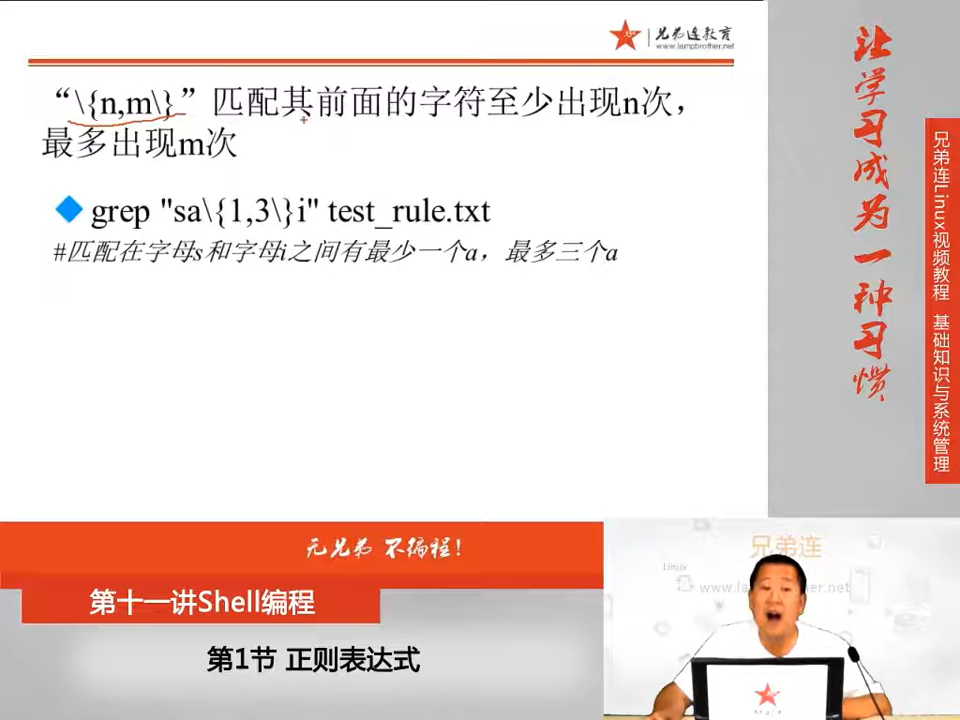 兄弟连教育
www.lampbrother.net
“\{n,m\}”匹配其前面的字符至少出现n次，
最多出现m次
grep "sa\{1,3\}i" test_rule.txt
#匹配在字母s和字母i之间有最少一个a，最多三个a
让学习成为一种习惯
兄弟连Linux视频教程 基础知识与系统管理
无兄弟 不编程！
第十一讲Shell编程
第1节 正则表达式
兄弟连
Linux